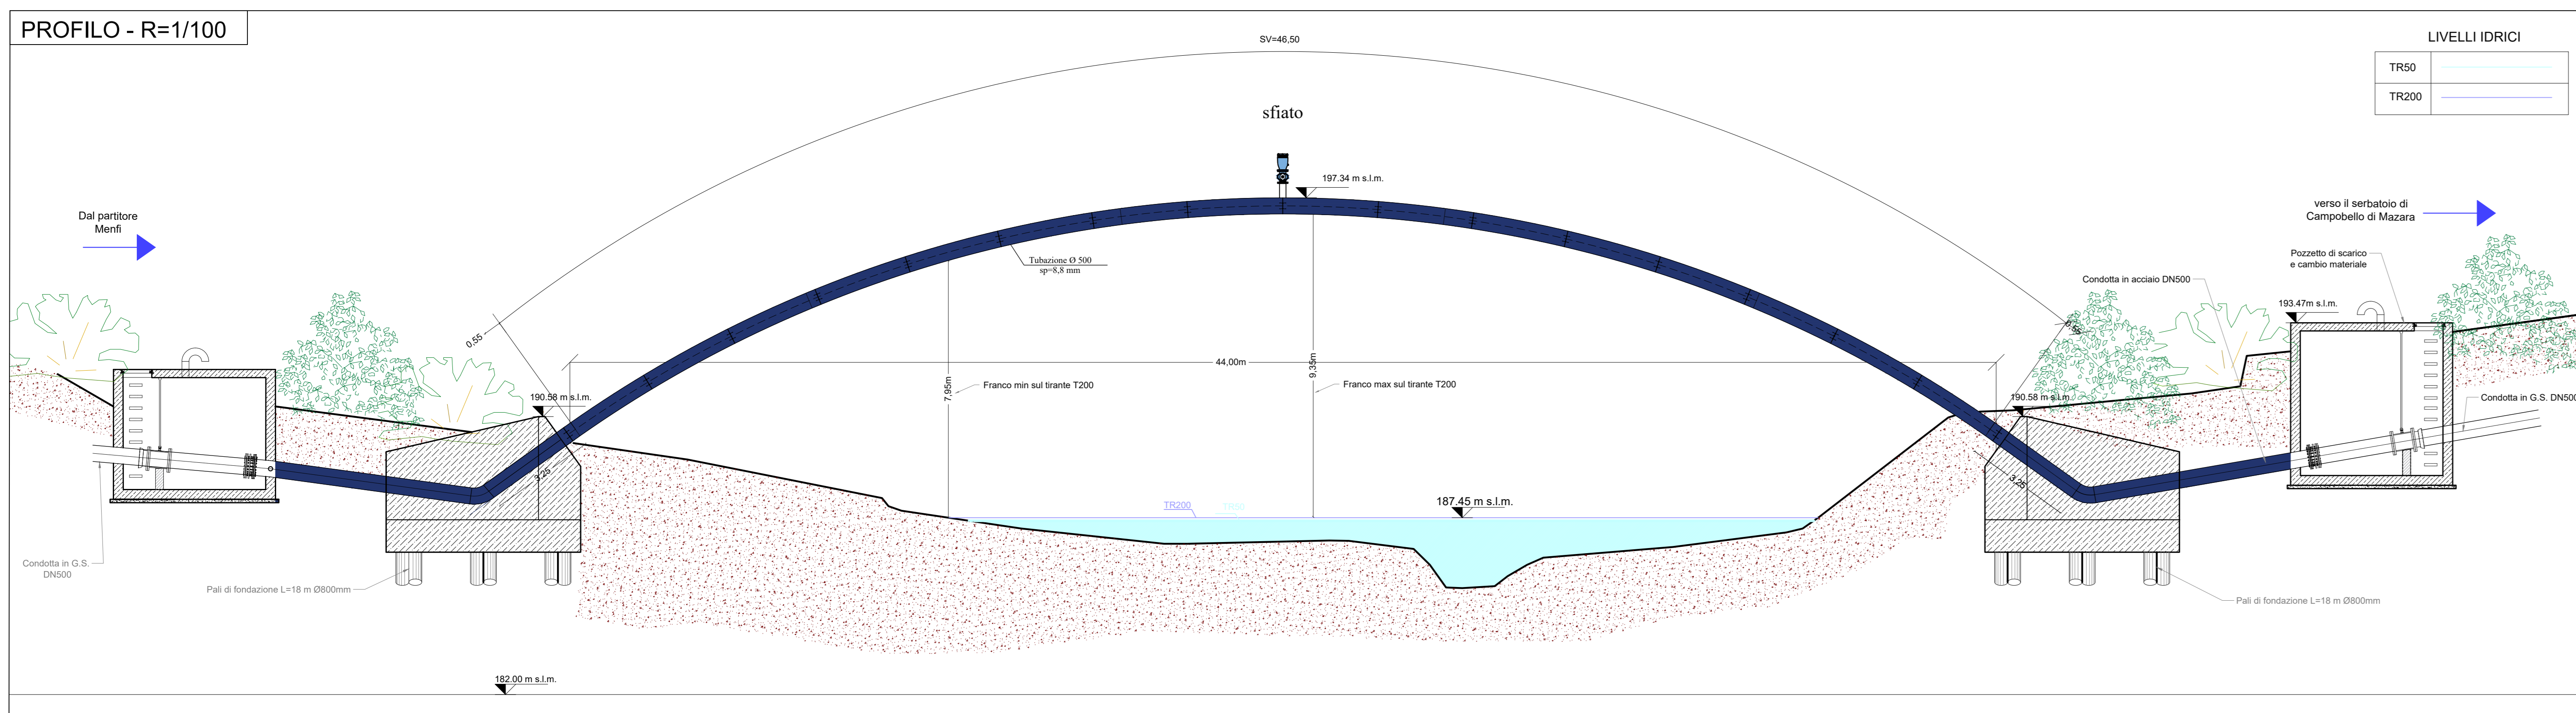 PROFILO - R=1/100
SV=46,50
LIVELLI IDRICI
TR50
TR200
sfiato
197.34 m s.l.m.
Dal partitore
Menfi
verso il serbatoio di
Campobello di Mazara
Pozzetto di scarico
e cambio materiale
Tubazione Ø 500
sp=8,8 mm
Condotta in acciaio DN500
193.47m s.l.m.
0,55
0,55
44,00m
9,35m
7,95m
Franco min sul tirante T200
Franco max sul tirante T200
190.58 m s.l.m.
190.58 m s.l.m.
Condotta in G.S. DN500
3,25
3,25
TR200
TR50
187.45 m s.l.m.
Condotta in G.S.
DN500
Pali di fondazione L=18 m Ø800mm
Pali di fondazione L=18 m Ø800mm
182.00 m s.l.m.